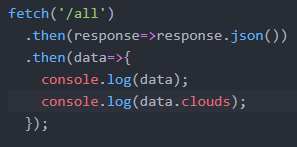 fetch('/all')
  .then(response=>response.json())
  .then(data=>{
    console.log(data);
    console.log(data.clouds);
  });